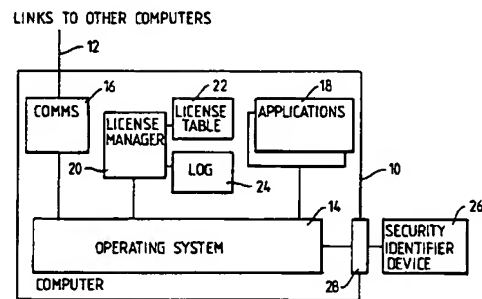 LINKS TO OTHER COMPUTERS
12
16
COMMS
22
LICENSE
TABLE
18
APPLICATIONS
LICENSE
MANAGER
20
LOG
24
10
14
26
OPERATING SYSTEM
SECURITY
IDENTIFIER
DEVICE
COMPUTER
28